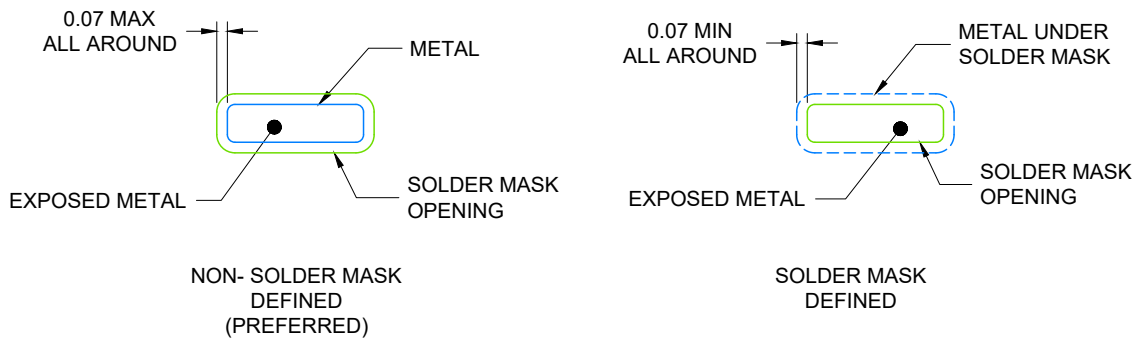 0.07 MAX
ALL AROUND
METAL
EXPOSED METAL
SOLDER MASK
OPENING
NON- SOLDER MASK
DEFINED
(PREFERRED)
0.07 MIN
ALL AROUND
METAL UNDER
SOLDER MASK
EXPOSED METAL
SOLDER MASK
OPENING
SOLDER MASK
DEFINED